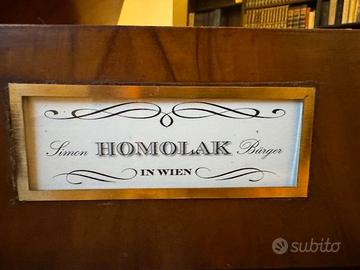 Simon HOMOLAK Bürger
IN WIEN
subito